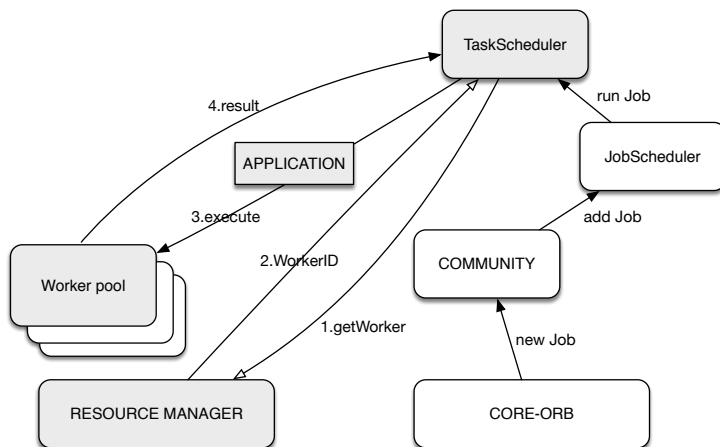 TaskScheduler
4.result
run Job
APPLICATION
JobScheduler
3.execute
add Job
2.WorkerID
COMMUNITY
Worker pool
1.getWorker
new Job
RESOURCE MANAGER
CORE-ORB